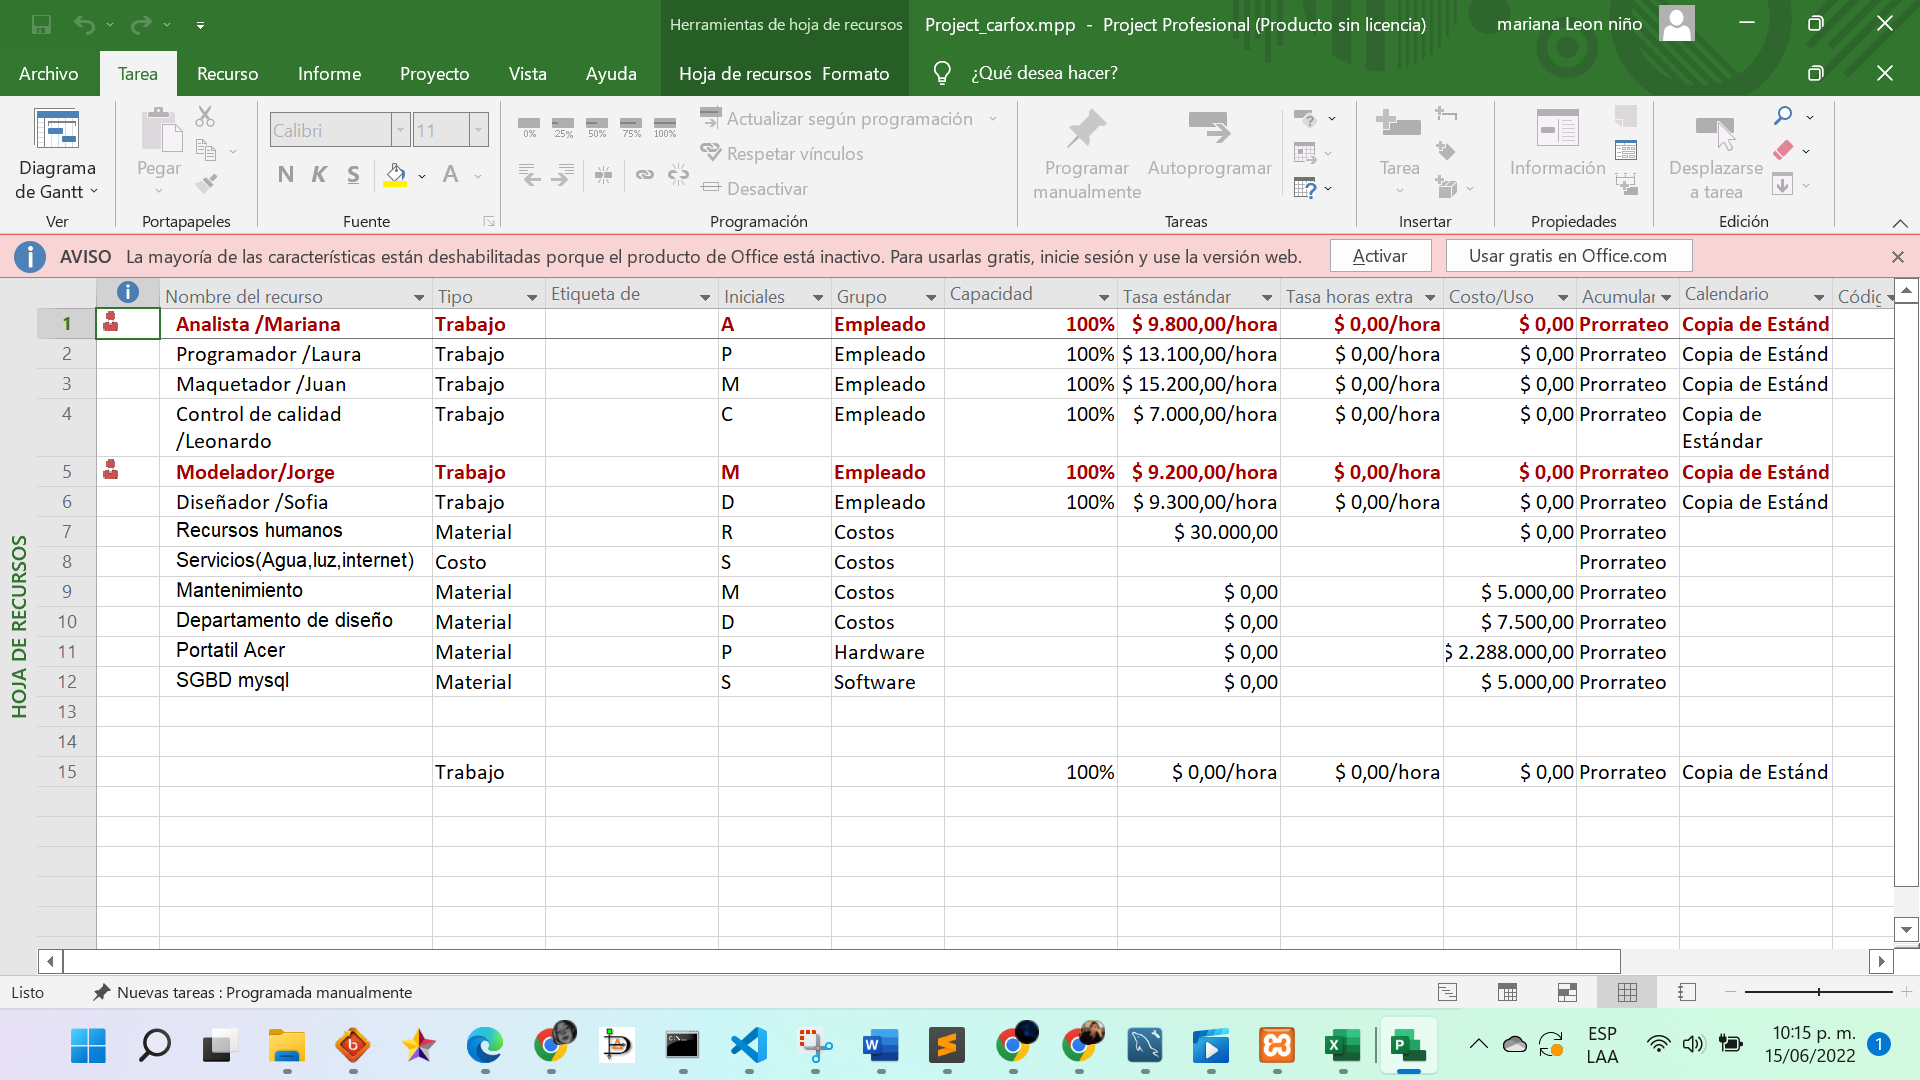 Herramientas de hoja de recursos
Project_carfox.mpp - Project Profesional (Producto sin licencia)
mariana Leon niño
Archivo Tarea Recurso Informe Proyecto Vista Ayuda Hoja de recursos Formato ¿Qué desea hacer?
Diagrama de Gantt
Pegar
Calibri 11
N K S A
0% 25% 50% 75% 100%
Actualizar según programación
Respetar vínculos
Desactivar
Programar manualmente
Autoprogramar
Tarea
Información
Desplazarse a tarea
Ver Portapapeles Fuente Programación Tareas Insertar Propiedades Edición
AVISO La mayoría de las características están deshabilitadas porque el producto de Office está inactivo. Para usarlas gratis, inicie sesión y use la versión web. Activar Usar gratis en Office.com
Nombre del recurso Tipo Etiqueta de Iniciales Grupo Capacidad Tasa estándar Tasa horas extra Costo/Uso Acumular Calendario Códig
1 Analista /Mariana Trabajo A Empleado 100% $ 9.800,00/hora $ 0,00/hora $ 0,00 Prorrateo Copia de Estánd
2 Programador /Laura Trabajo P Empleado 100% $ 13.100,00/hora $ 0,00/hora $ 0,00 Prorrateo Copia de Estánd
3 Maquetador /Juan Trabajo M Empleado 100% $ 15.200,00/hora $ 0,00/hora $ 0,00 Prorrateo Copia de Estánd
4 Control de calidad /Leonardo Trabajo C Empleado 100% $ 7.000,00/hora $ 0,00/hora $ 0,00 Prorrateo Copia de Estándar
5 Modelador/Jorge Trabajo M Empleado 100% $ 9.200,00/hora $ 0,00/hora $ 0,00 Prorrateo Copia de Estánd
6 Diseñador /Sofia Trabajo D Empleado 100% $ 9.300,00/hora $ 0,00/hora $ 0,00 Prorrateo Copia de Estánd
7 Recursos humanos Material R Costos $ 30.000,00 $ 0,00 Prorrateo
8 Servicios(Agua,luz,internet) Costo S Costos Prorrateo
9 Mantenimiento Material M Costos $ 0,00 $ 5.000,00 Prorrateo
10 Departamento de diseño Material D Costos $ 0,00 $ 7.500,00 Prorrateo
11 Portatil Acer Material P Hardware $ 0,00 $ 2.288.000,00 Prorrateo
12 SGBD mysql Material S Software $ 0,00 $ 5.000,00 Prorrateo
13
14
15 Trabajo 100% $ 0,00/hora $ 0,00/hora $ 0,00 Prorrateo Copia de Estánd
HOJA DE RECURSOS
Listo Nuevas tareas : Programada manualmente
ESP LAA
10:15 p. m.
15/06/2022
1